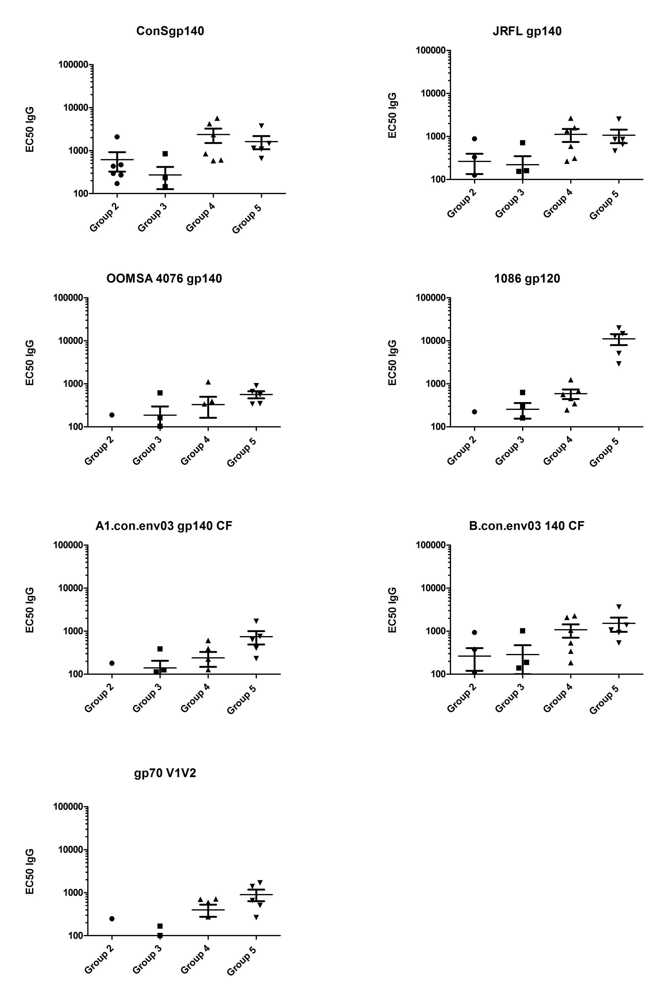 ConSgp140
EC50 IgG
100000
10000
1000
100
Group 2
Group 3
Group 4
Group 5
JRFL gp140
EC50 IgG
100000
10000
1000
100
Group 2
Group 3
Group 4
Group 5
OOMSA 4076 gp140
EC50 IgG
100000
10000
1000
100
Group 2
Group 3
Group 4
Group 5
1086 gp120
EC50 IgG
100000
10000
1000
100
Group 2
Group 3
Group 4
Group 5
A1.con.env03 gp140 CF
EC50 IgG
100000
10000
1000
100
Group 2
Group 3
Group 4
Group 5
B.con.env03 140 CF
EC50 IgG
100000
10000
1000
100
Group 2
Group 3
Group 4
Group 5
gp70 V1V2
EC50 IgG
100000
10000
1000
100
Group 2
Group 3
Group 4
Group 5